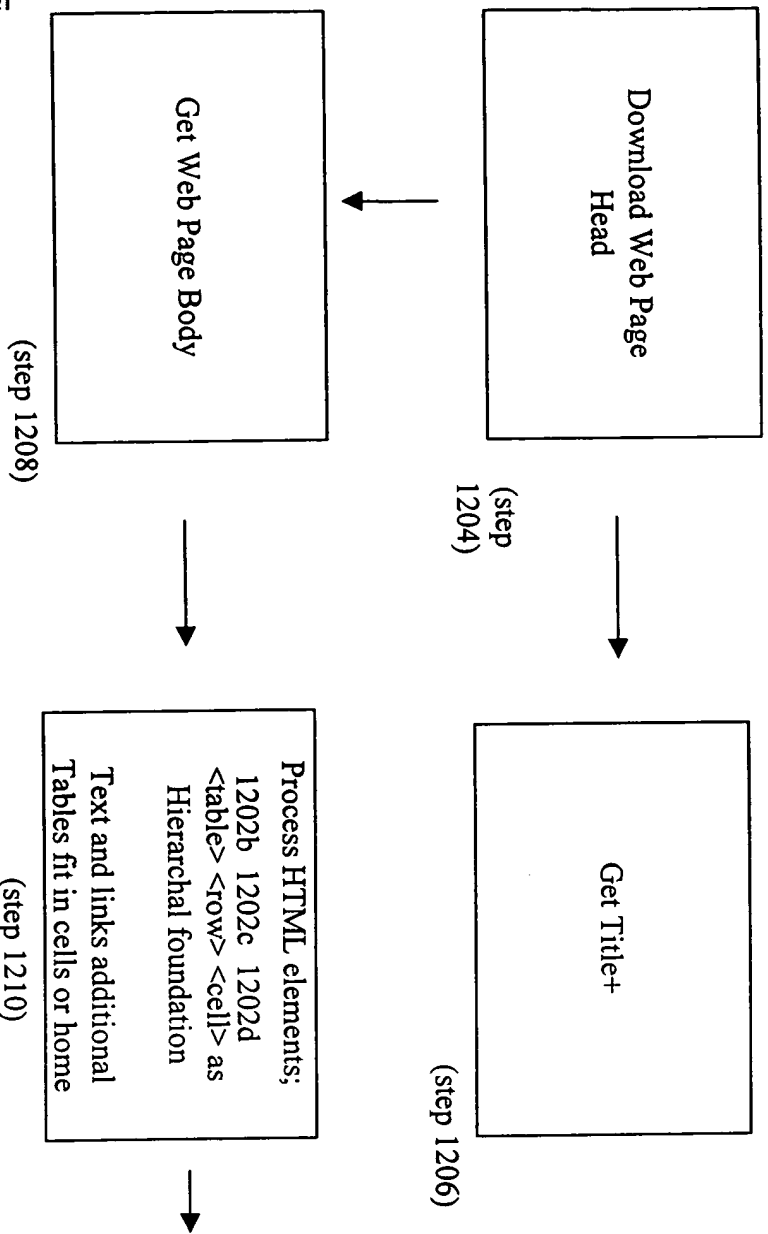 Download Web Page
Head
(step
1204)
Get Title+
(step 1206)
Get Web Page Body
(step 1208)
Process HTML elements;
1202b 1202c 1202d
<table> <row> <cell> as
Hierarchal foundation
Text and links additional
Tables fit in cells or home
(step 1210)